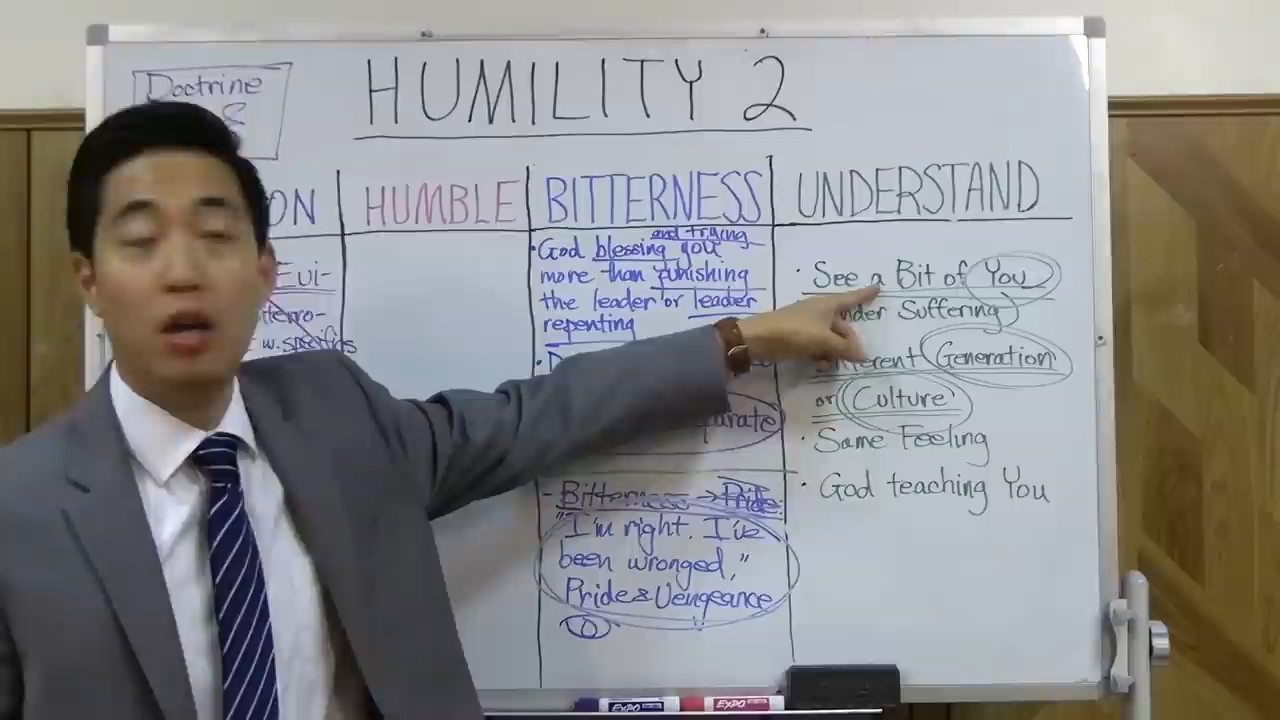 Doctrine
&
HUMILITY 2
ON
HUMBLE
BITTERNESS
UNDERSTAND
Evi-
w. specifics
and trying
• God blessing you
more than punishing
the leader or leader
repenting
•
- Bitterness → Pride.
"I'm right. I've
been wronged,"
Pride & Vengeance
• See a Bit of You
Suffering)
Generation
or Culture
• Same Feeling
• God teaching You
EXPO
EXPO